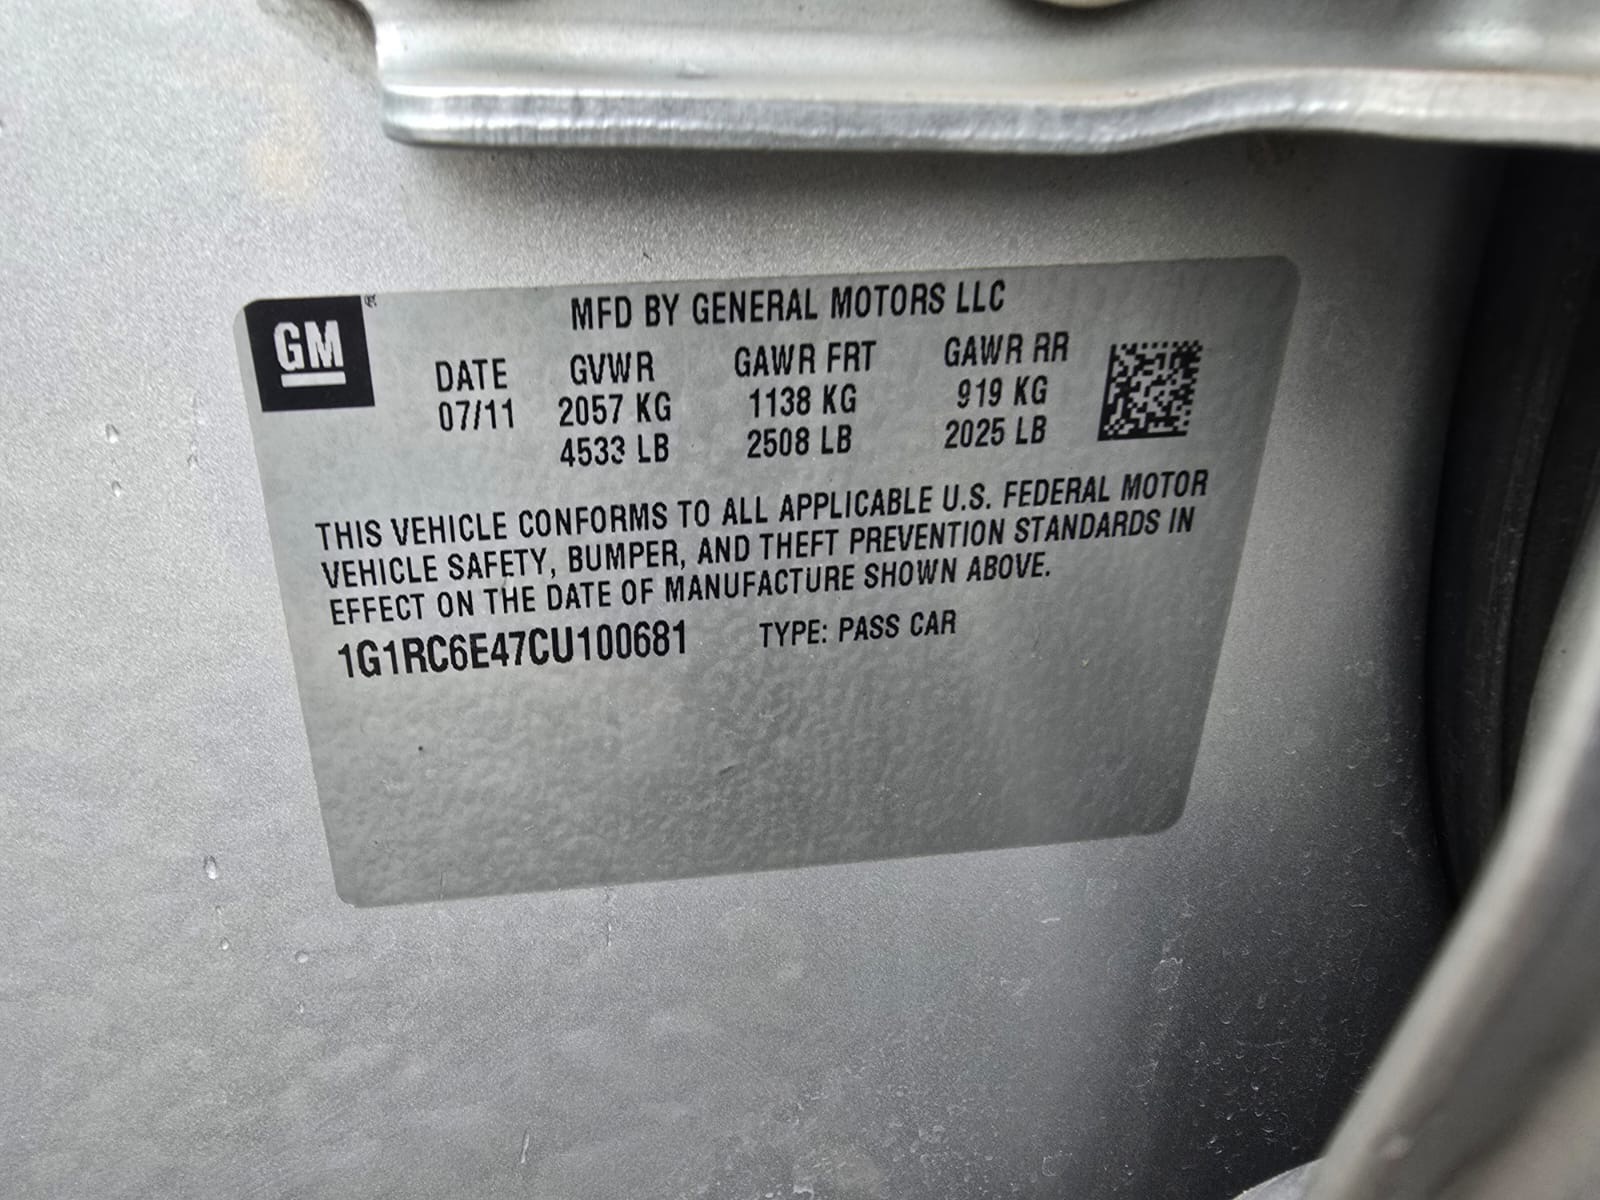 GM®
MFD BY GENERAL MOTORS LLC
DATE GVWR GAWR FRT GAWR RR
07/11 2057 KG 1138 KG 919 KG
4533 LB 2508 LB 2025 LB
THIS VEHICLE CONFORMS TO ALL APPLICABLE U.S. FEDERAL MOTOR
VEHICLE SAFETY, BUMPER, AND THEFT PREVENTION STANDARDS IN
EFFECT ON THE DATE OF MANUFACTURE SHOWN ABOVE.
1G1RC6E47CU100681 TYPE: PASS CAR